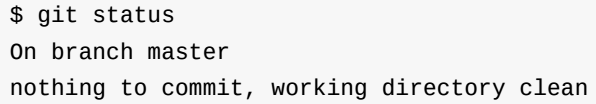 $ git status
On branch master
nothing to commit, working directory clean